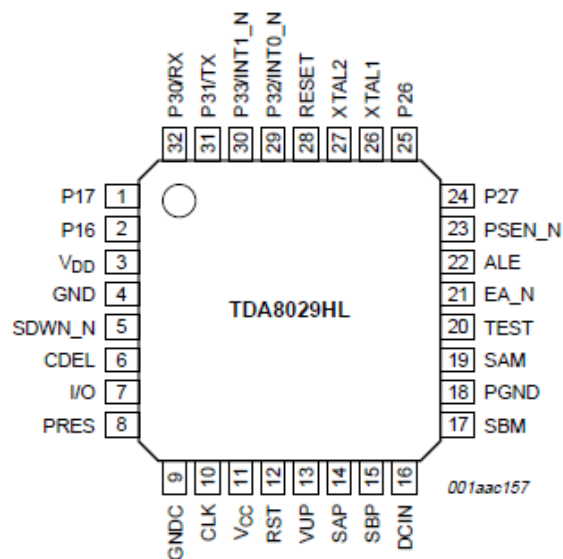 P30/RX
P31/TX
P33/INT1_N
P32/INT0_N
RESET
XTAL2
XTAL1
P26
32 31 30 29 28 27 26 25
P17 1
P16 2
VDD 3
GND 4
SDWN_N 5
CDEL 6
I/O 7
PRES 8
TDA8029HL
24 P27
23 PSEN_N
22 ALE
21 EA_N
20 TEST
19 SAM
18 PGND
17 SBM
9 10 11 12 13 14 15 16
GNDC
CLK
VCC
RST
VUP
SAP
SBP
DCIN
001aac157